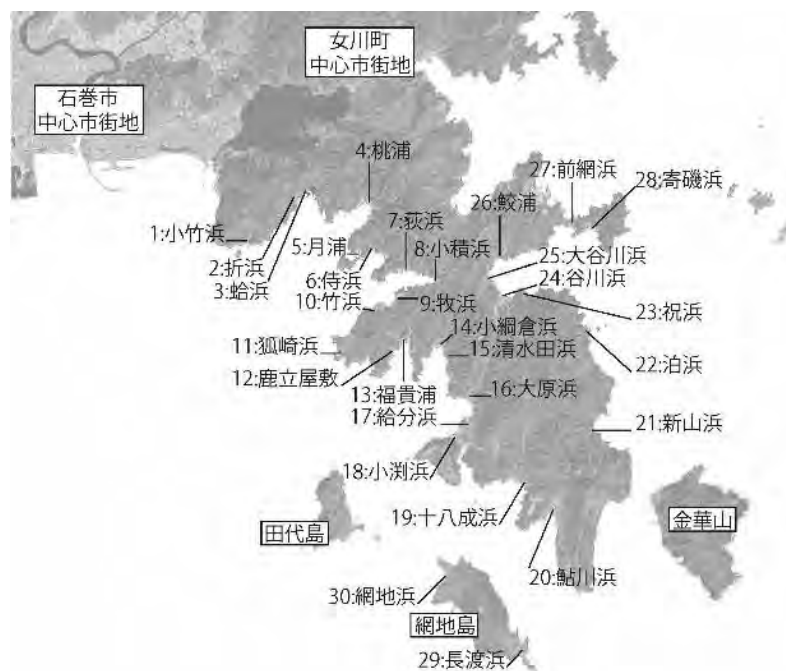 女川町
中心市街地
石巻市
中心市街地
4:桃浦
27:前網浜
28:寄磯浜
7:荻浜
26:鮫浦
1:小竹浜
5:月浦
8:小積浜
25:大谷川浜
2:折浜
6:侍浜
24:谷川浜
3:蛤浜
10:竹浜
9:牧浜
23:祝浜
14:小綱倉浜
11:狐崎浜
15:清水田浜
22:泊浜
12:鹿立屋敷
13:福貴浦
16:大原浜
17:給分浜
21:新山浜
18:小渕浜
19:十八成浜
金華山
田代島
20:鮎川浜
30:網地浜
網地島
29:長渡浜